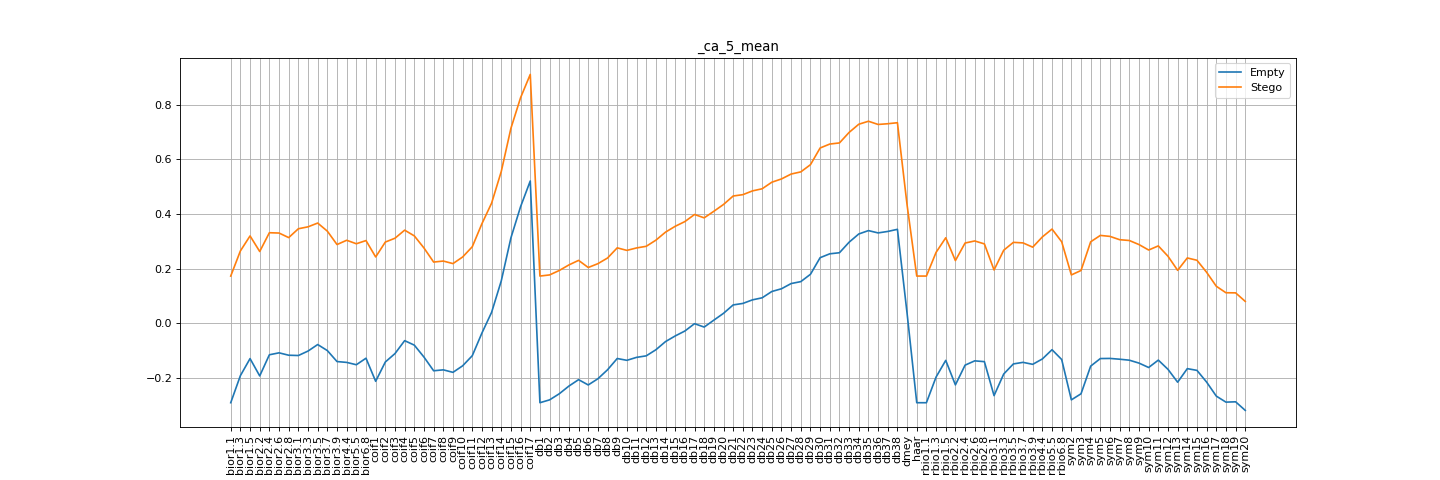 _ca_5_mean
Empty
Stego
0.8
0.6
0.4
0.2
0.0
−0.2
bior1.1
bior1.3
bior1.5
bior2.2
bior2.4
bior2.6
bior2.8
bior3.1
bior3.3
bior3.5
bior3.7
bior3.9
bior4.4
bior5.5
bior6.8
coif1
coif2
coif3
coif4
coif5
coif6
coif7
coif8
coif9
coif10
coif11
coif12
coif13
coif14
coif15
coif16
coif17
db1
db2
db3
db4
db5
db6
db7
db8
db9
db10
db11
db12
db13
db14
db15
db16
db17
db18
db19
db20
db21
db22
db23
db24
db25
db26
db27
db28
db29
db30
db31
db32
db33
db34
db35
db36
db37
db38
dmey
haar
rbio1.1
rbio1.3
rbio1.5
rbio2.2
rbio2.4
rbio2.6
rbio2.8
rbio3.1
rbio3.3
rbio3.5
rbio3.7
rbio3.9
rbio4.4
rbio5.5
rbio6.8
sym2
sym3
sym4
sym5
sym6
sym7
sym8
sym9
sym10
sym11
sym12
sym13
sym14
sym15
sym16
sym17
sym18
sym19
sym20